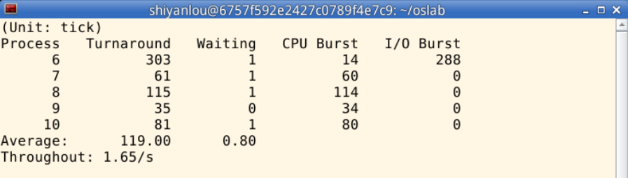 shiyanlou@6757f592e2427c0789f4e7c9: ~/oslab
(Unit: tick)
Process   Turnaround   Waiting   CPU Burst   I/O Burst
6   303   1   14   288
7   61   1   60   0
8   115   1   114   0
9   35   0   34   0
10   81   1   80   0
Average:   119.00   0.80
Throughout: 1.65/s